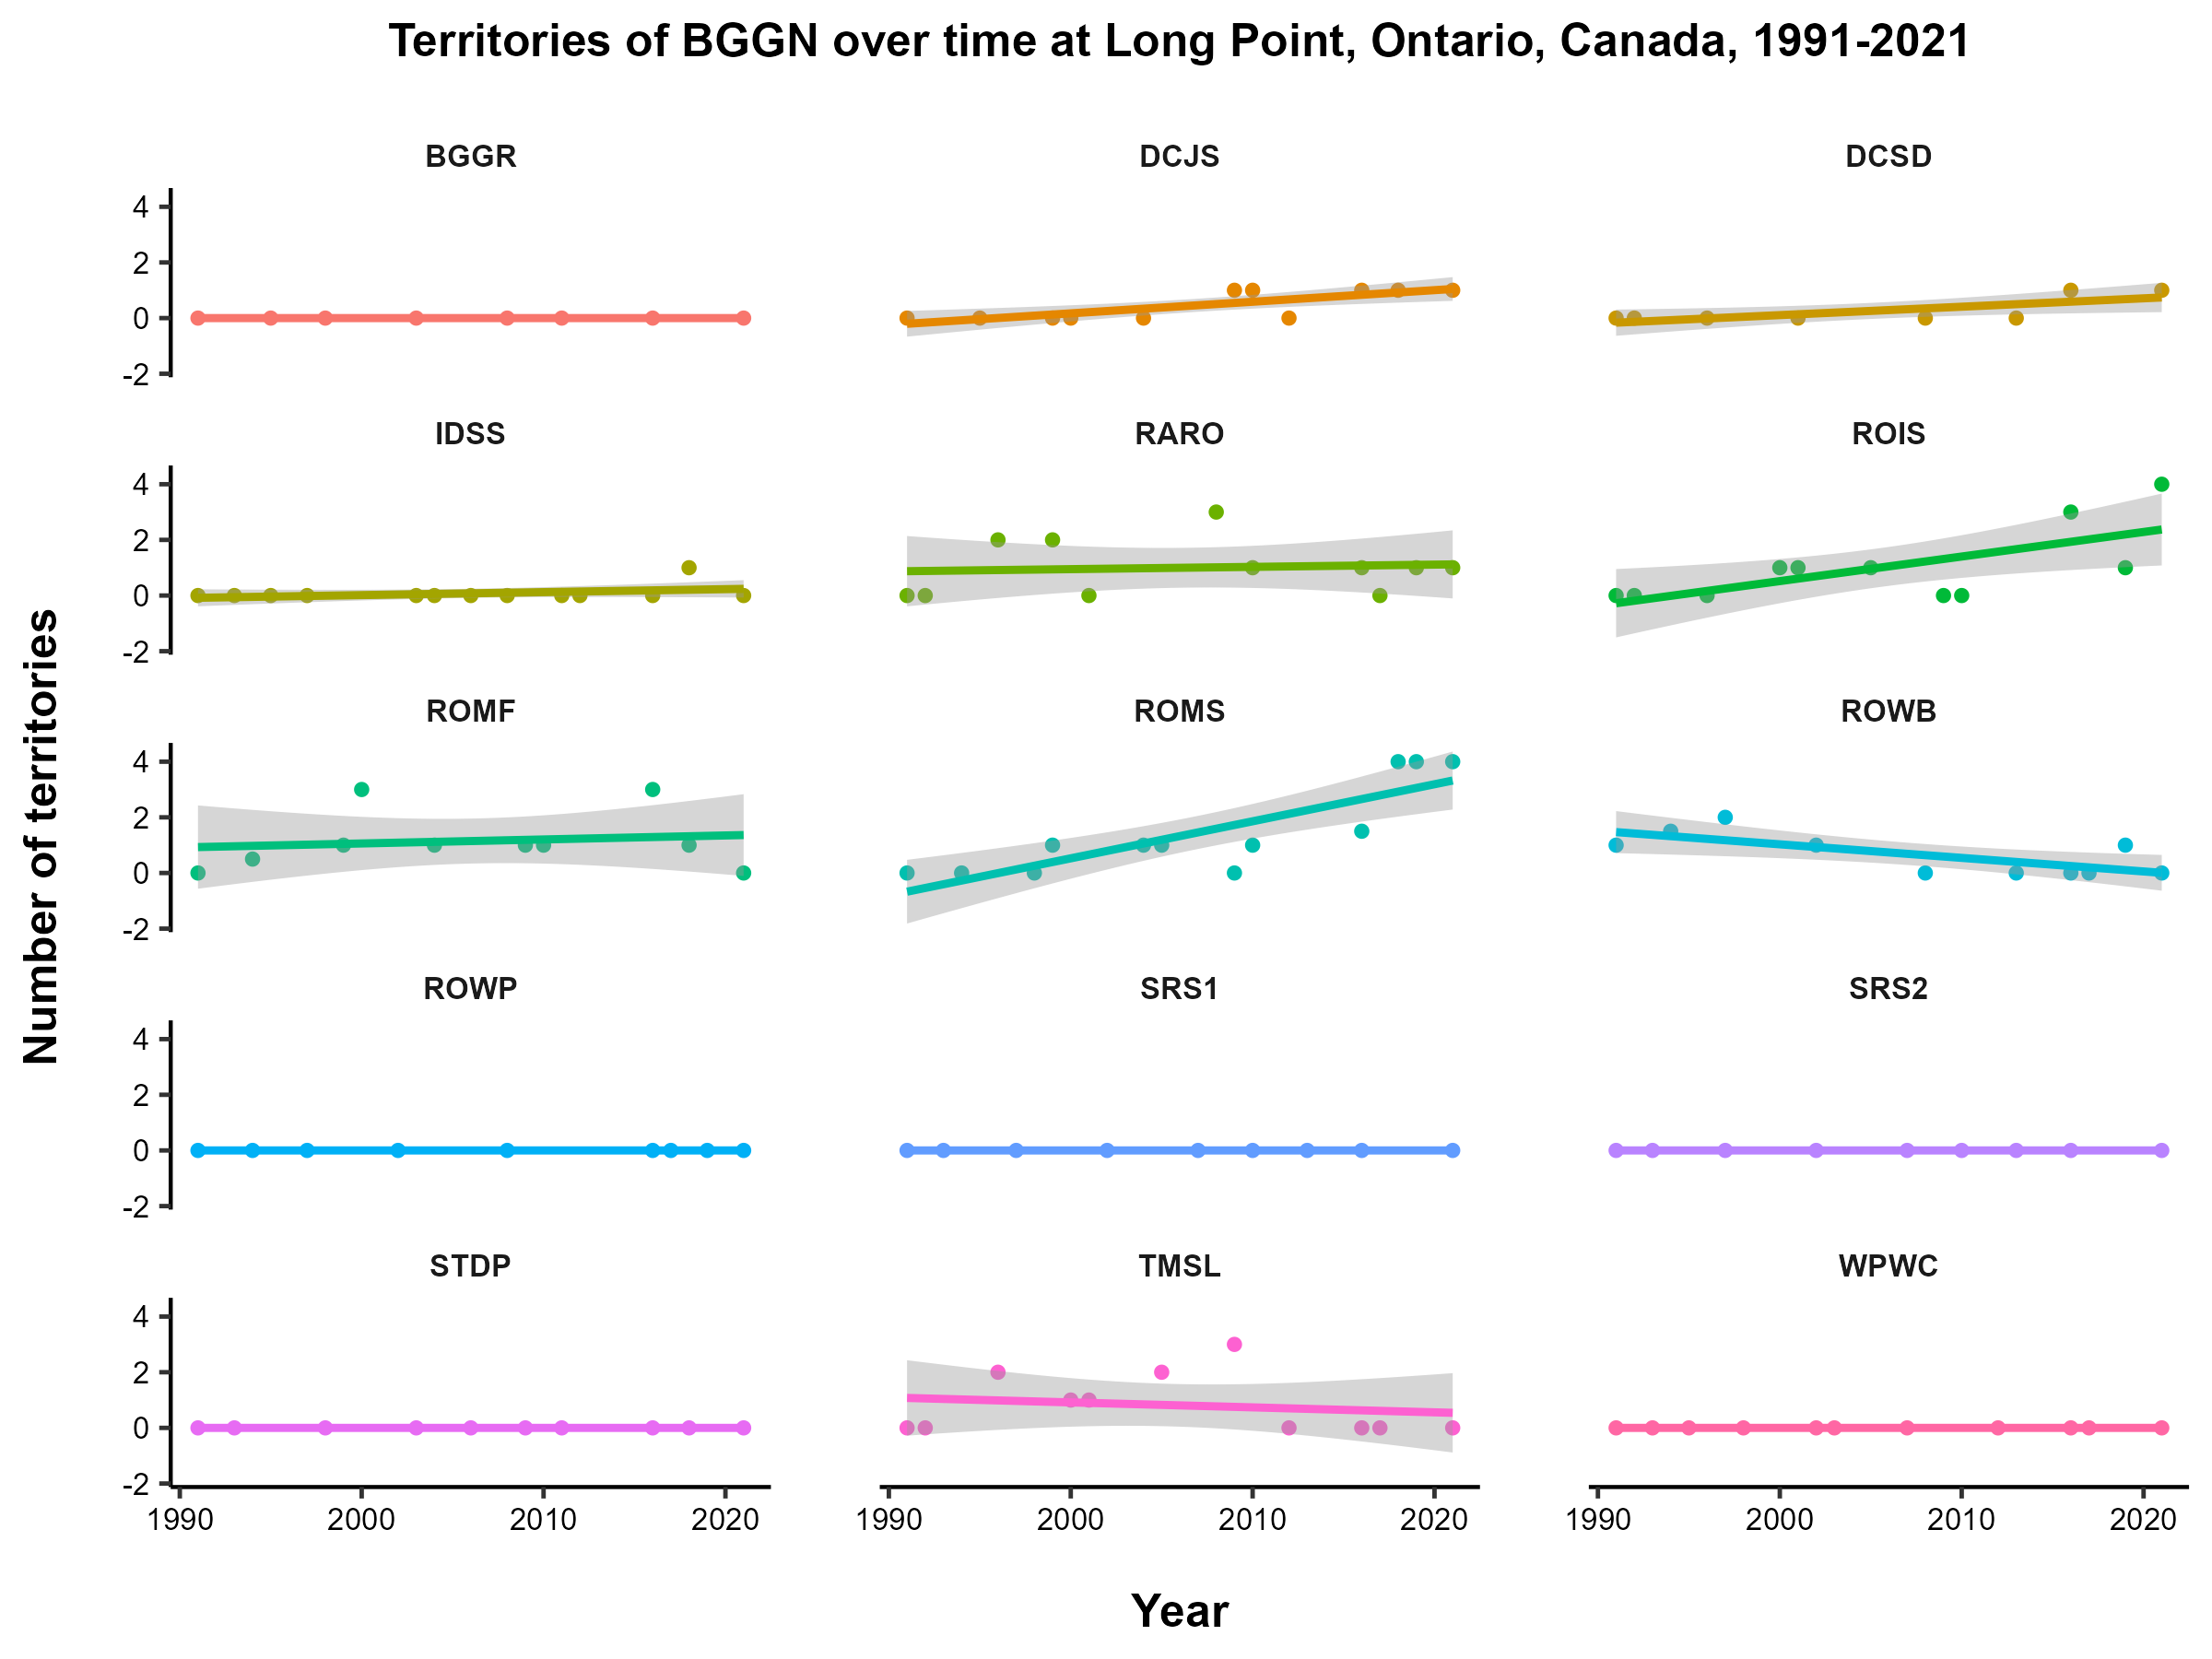 Territories of BGGN over time at Long Point, Ontario, Canada, 1991-2021
BGGR DCJS DCSD
4
2
0
-2
IDSS RARO ROIS
4
2
0
-2
ROMF ROMS ROWB
4
2
0
-2
ROWP SRS1 SRS2
4
2
0
-2
STDP TMSL WPWC
4
2
0
-2
1990 2000 2010 2020 1990 2000 2010 2020 1990 2000 2010 2020
Number of territories
Year